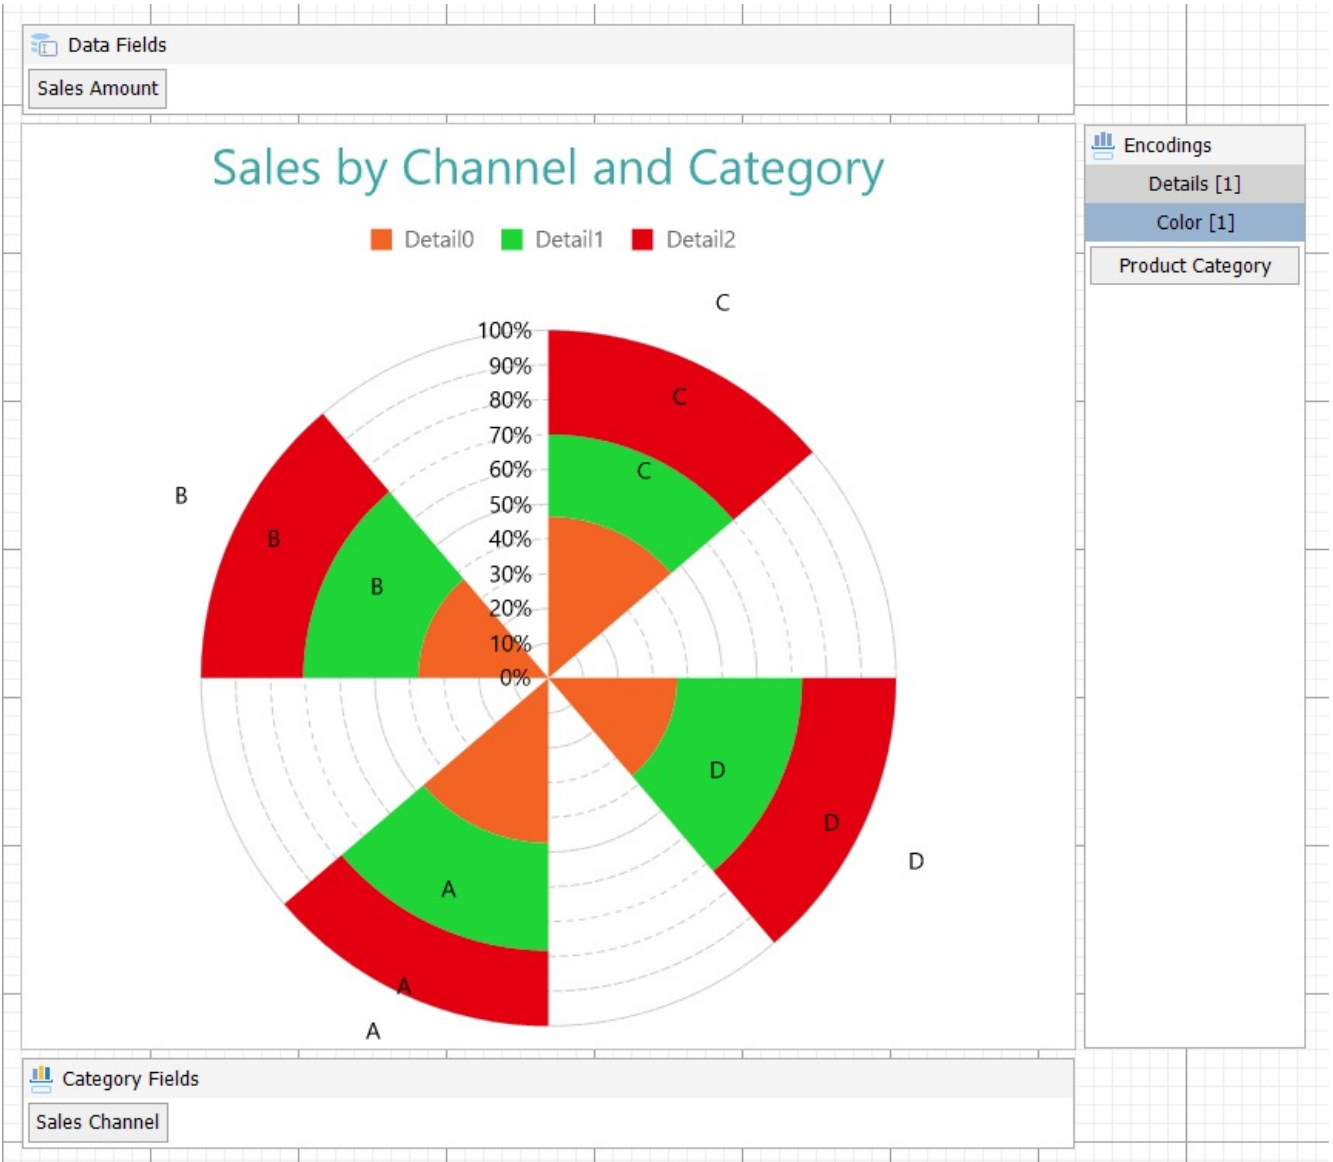 Data Fields
Sales Amount
Sales by Channel and Category
Detail0 Detail1 Detail2
Encodings
Details [1]
Color [1]
Product Category
C
100%
90%
80%
C
70%
60%
C
50%
B
40%
B
30%
B
20%
10%
0%
D
D
D
A
A
A
Category Fields
Sales Channel